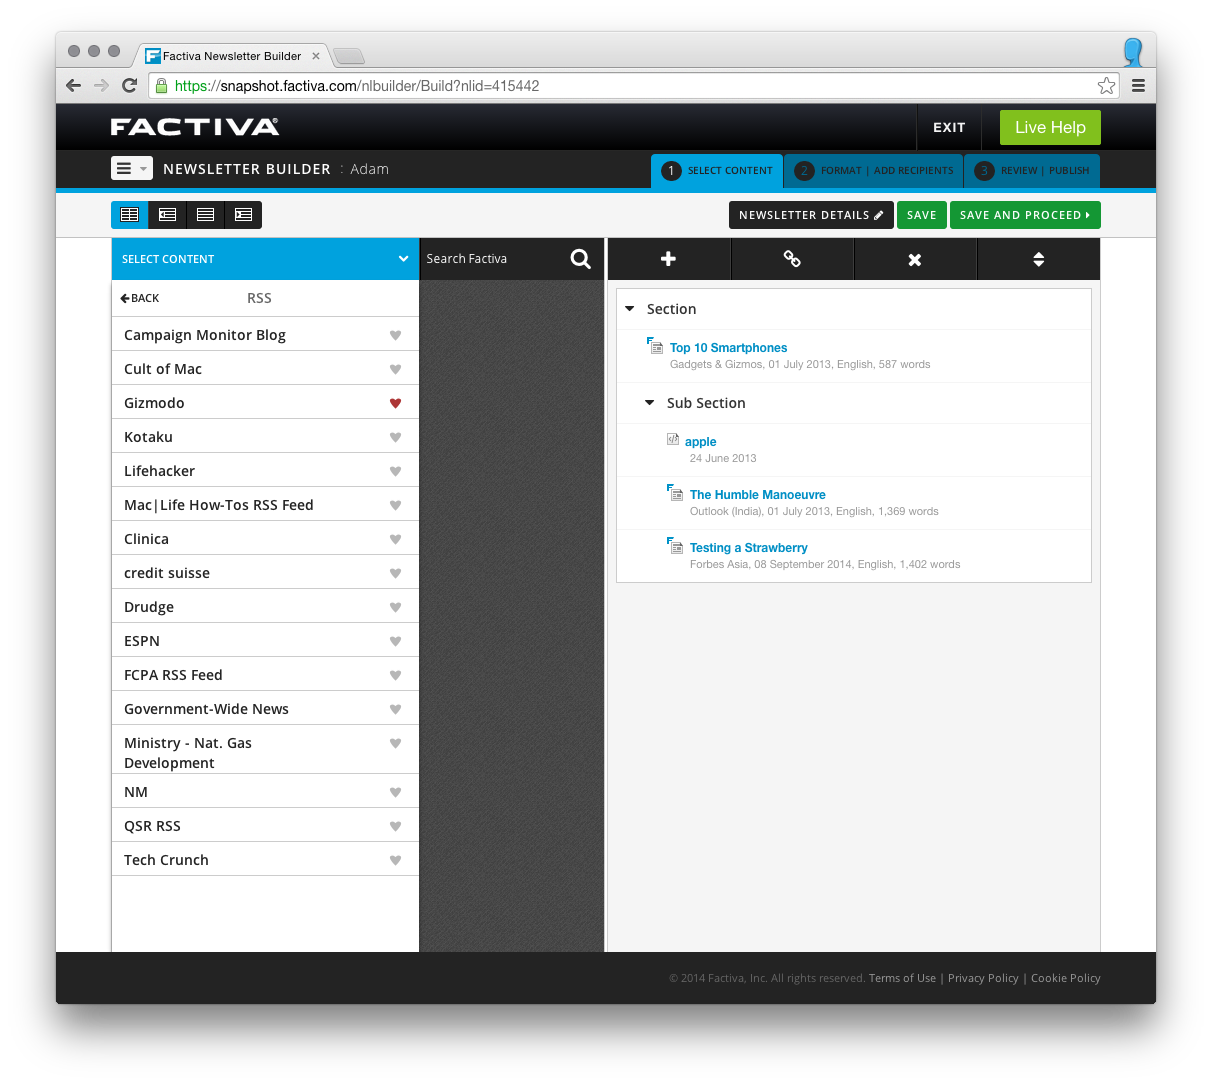 Factiva Newsletter Builder
https://snapshot.factiva.com/nlbuilder/Build?nlid=415442
FACTIVA®
EXIT
Live Help
NEWSLETTER BUILDER : Adam
1 SELECT CONTENT
2 FORMAT | ADD RECIPIENTS
3 REVIEW | PUBLISH
NEWSLETTER DETAILS
SAVE
SAVE AND PROCEED
SELECT CONTENT
Search Factiva
BACK
RSS
Campaign Monitor Blog
Cult of Mac
Gizmodo
Kotaku
Lifehacker
Mac|Life How-Tos RSS Feed
Clinica
credit suisse
Drudge
ESPN
FCPA RSS Feed
Government-Wide News
Ministry - Nat. Gas
Development
NM
QSR RSS
Tech Crunch
Section
Top 10 Smartphones
Gadgets & Gizmos, 01 July 2013, English, 587 words
Sub Section
apple
24 June 2013
The Humble Manoeuvre
Outlook (India), 01 July 2013, English, 1,369 words
Testing a Strawberry
Forbes Asia, 08 September 2014, English, 1,402 words
© 2014 Factiva, Inc. All rights reserved. Terms of Use | Privacy Policy | Cookie Policy